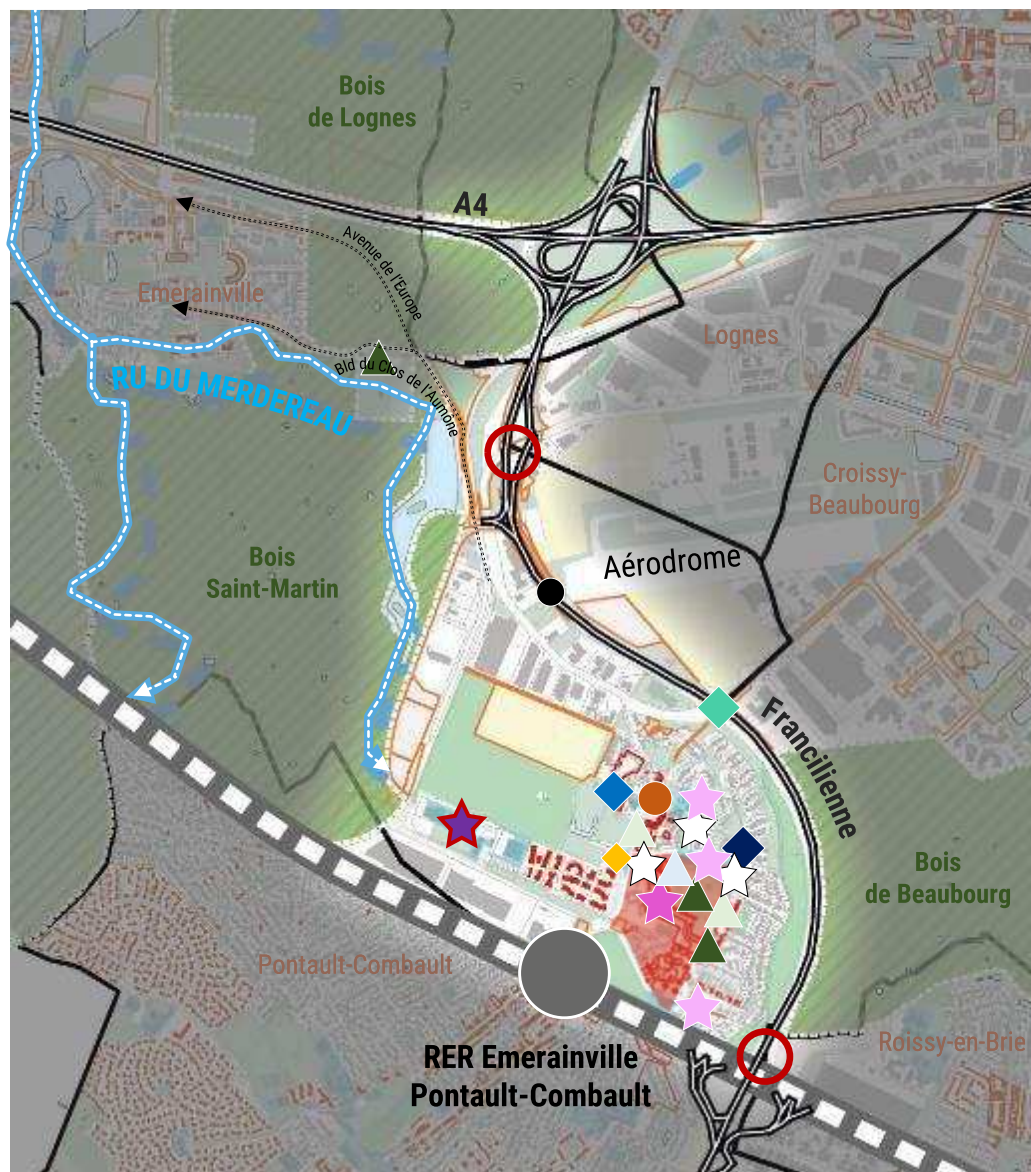 Bois
de Lognes
A4
Avenue de l'Europe
Emerainville
Lognes
Bld du Clos de l'Aumône
RU DU MERDEREAU
Croissy-
Beaubourg
Bois
Saint-Martin
Aérodrome
Francilienne
Bois
de Beaubourg
Pontault-Combault
RER Emerainville
Pontault-Combault
Roissy-en-Brie